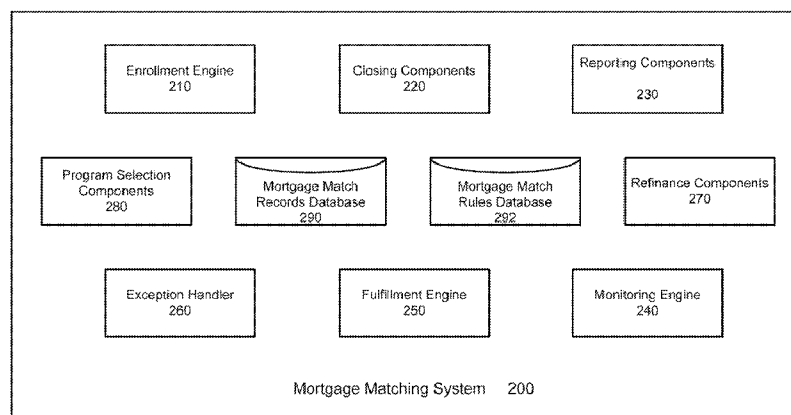 Enrollment Engine
210
Closing Components
220
Reporting Components
230
Program Selection
Components
280
Mortgage Match
Records Database
290
Mortgage Match
Rules Database
292
Refinance Components
270
Exception Handler
260
Fulfillment Engine
250
Monitoring Engine
240
Mortgage Matching System 200